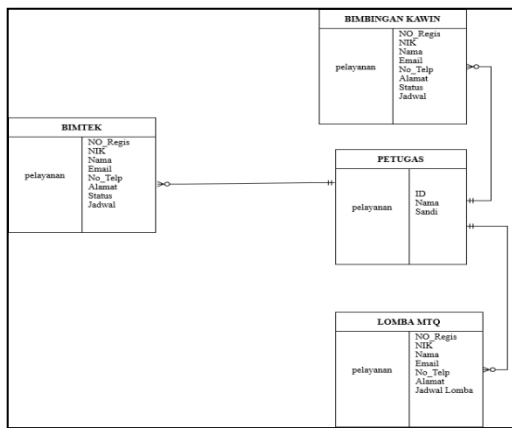 BIMBINGAN KAWIN
pelayanan
NO_Regis
NIK
Nama
Email
No_Telp
Alamat
Status
Jadwal
BIMTEK
pelayanan
NO_Regis
NIK
Nama
Email
No_Telp
Alamat
Status
Jadwal
PETUGAS
pelayanan
ID
Nama
Sandi
LOMBA MTQ
pelayanan
NO_Regis
NIK
Nama
Email
No_Telp
Alamat
Jadwal Lomba